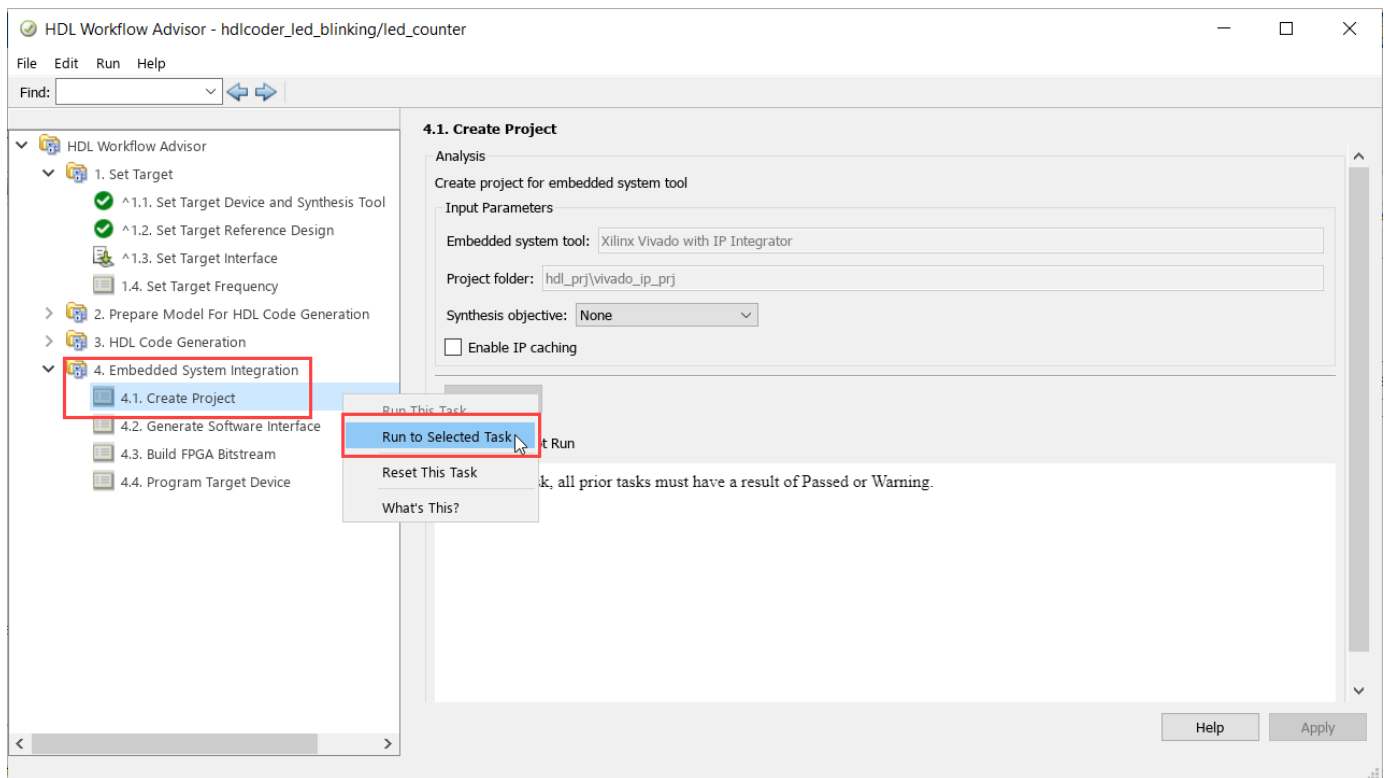 HDL Workflow Advisor - hdlcoder_led_blinking/led_counter
File Edit Run Help
Find:
HDL Workflow Advisor
1. Set Target
^1.1. Set Target Device and Synthesis Tool
^1.2. Set Target Reference Design
^1.3. Set Target Interface
1.4. Set Target Frequency
2. Prepare Model For HDL Code Generation
3. HDL Code Generation
4. Embedded System Integration
4.1. Create Project
4.2. Generate Software Interface
4.3. Build FPGA Bitstream
4.4. Program Target Device
4.1. Create Project
Analysis
Create project for embedded system tool
Input Parameters
Embedded system tool: Xilinx Vivado with IP Integrator
Project folder: hdl_prj\vivado_ip_prj
Synthesis objective: None
Enable IP caching
Run This Task
Run to Selected Task
Reset This Task
What's This?
t Run
k, all prior tasks must have a result of Passed or Warning.
Help Apply